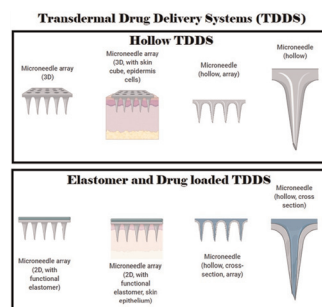 Transdermal Drug Delivery Systems (TDDS)
Hollow TDDS
Microneedle array
(3D)
Microneedle array
(3D, with skin
cube, epidermis
cells)
Microneedle
(hollow, array)
Microneedle
(hollow)
Elastomer and Drug loaded TDDS
Microneedle array
(2D, with
functional
elastomer)
Microneedle array
(2D, with
functional
elastomer, skin
epithelium)
Microneedle
(hollow, cross-
section, array)
Microneedle
(hollow, cross
section)